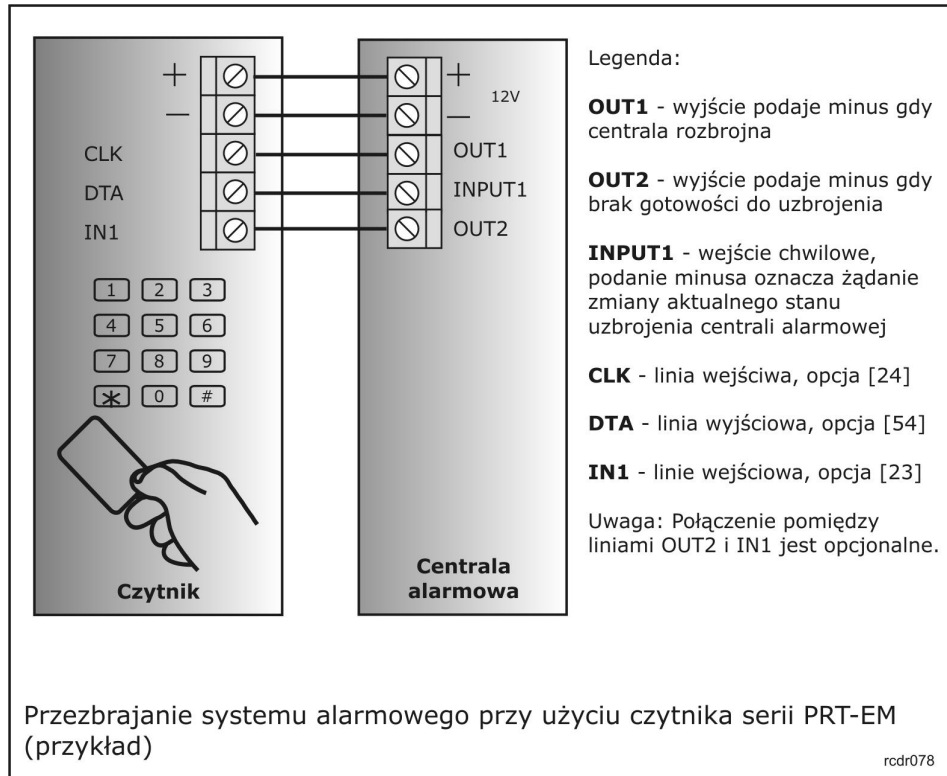 +
−
CLK
DTA
IN1
1 2 3
4 5 6
7 8 9
* 0 #
Czytnik
+
12V
−
OUT1
INPUT1
OUT2
Centrala
alarmowa
Legenda:
OUT1 - wyjście podaje minus gdy
centrala rozbrojna
OUT2 - wyjście podaje minus gdy
brak gotowości do uzbrojenia
INPUT1 - wejście chwilowe,
podanie minusa oznacza żądanie
zmiany aktualnego stanu
uzbrojenia centrali alarmowej
CLK - linia wejściwa, opcja [24]
DTA - linia wyjściowa, opcja [54]
IN1 - linie wejściowa, opcja [23]
Uwaga: Połączenie pomiędzy
liniami OUT2 i IN1 jest opcjonalne.
Przezbrajanie systemu alarmowego przy użyciu czytnika serii PRT-EM
(przykład)
rcdr078